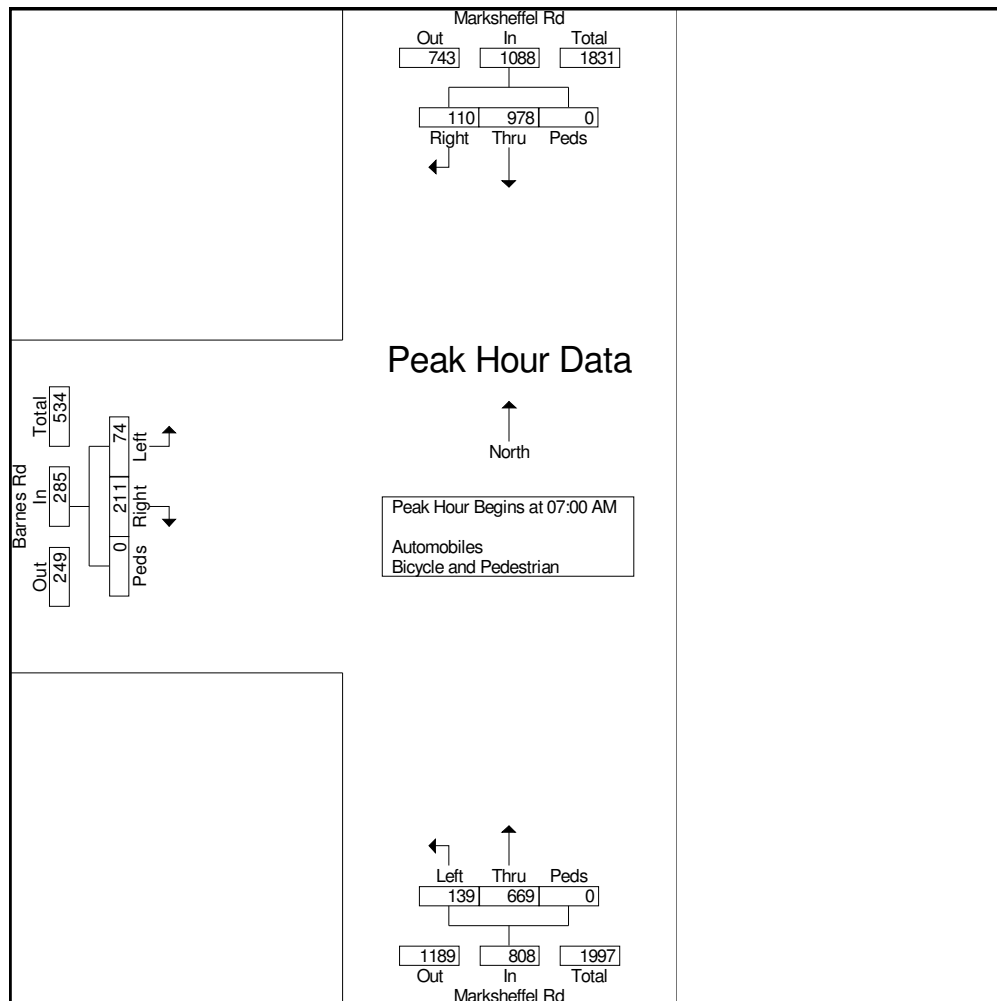 Marksheffel Rd
Out In Total
743 1088 1831
110 978 0
Right Thru Peds
Peak Hour Data
North
Peak Hour Begins at 07:00 AM
Automobiles
Bicycle and Pedestrian
Barnes Rd
Out In Total
249 285 534
0 211 74
Peds Right Left
Left Thru Peds
139 669 0
1189 808 1997
Out In Total
Marksheffel Rd